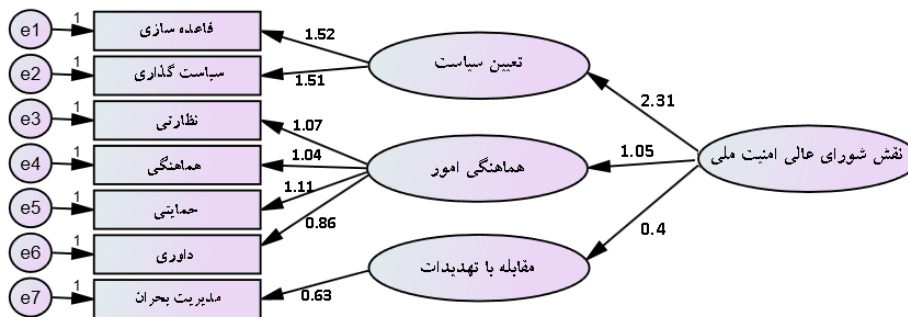 e1
1
قاعده سازی
e2
1
سیاست گذاری
e3
1
نظارتی
e4
1
هماهنگی
e5
1
حمایتی
e6
1
داوری
e7
1
مدیریت بحران
1.52
1.51
1.07
1.04
1.11
0.86
0.63
تعیین سیاست
هماهنگی امور
مقابله با تهدیدات
2.31
1.05
0.4
نقش شورای عالی امنیت ملی